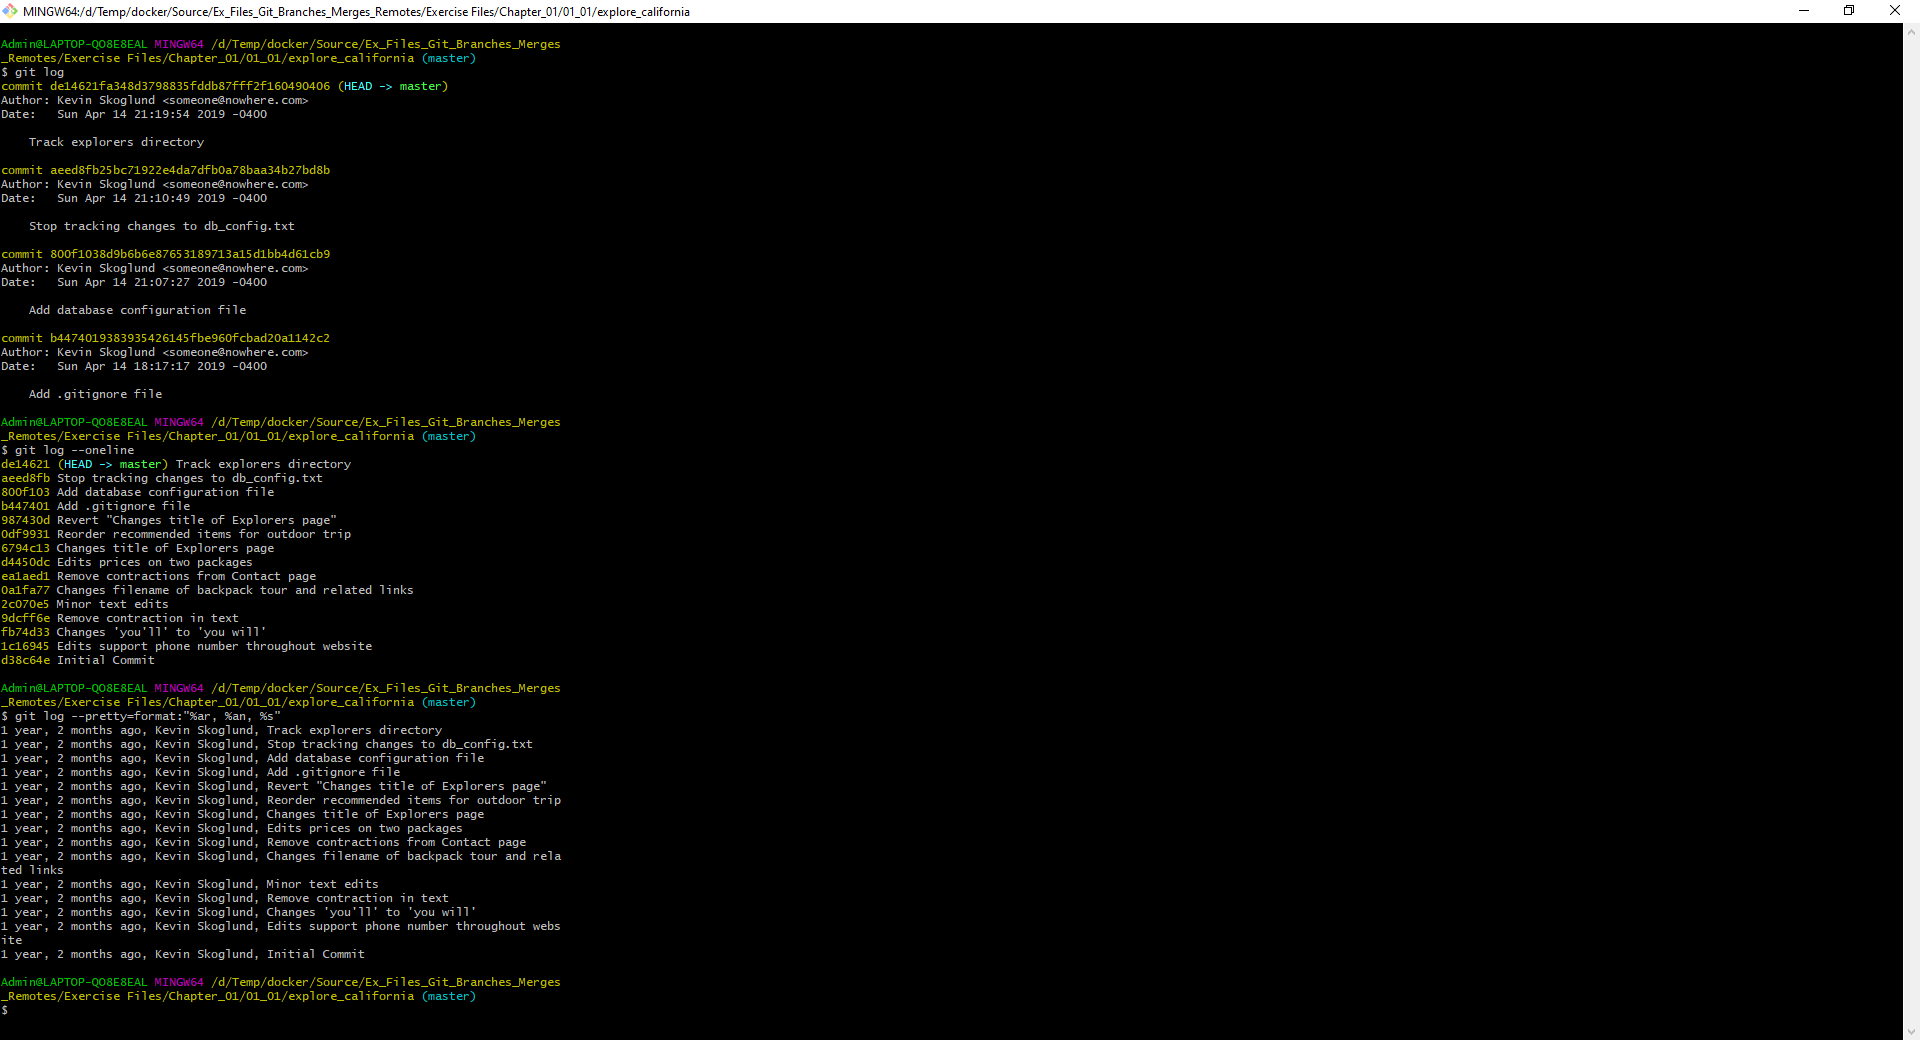 MINGW64:/d/Temp/docker/Source/Ex_Files_Git_Branches_Merges_Remotes/Exercise Files/Chapter_01/01_01/explore_california
Admin@LAPTOP-QO8E8EAL MINGW64 /d/Temp/docker/Source/Ex_Files_Git_Branches_Merges
_Remotes/Exercise Files/Chapter_01/01_01/explore_california (master)
$ git log
commit de14621fa348d3798835fddb87fff2f160490406 (HEAD -> master)
Author: Kevin Skoglund <someone@nowhere.com>
Date:   Sun Apr 14 21:19:54 2019 -0400
    Track explorers directory
commit aeed8fb25bc71922e4da7dfb0a78baa34b27bd8b
Author: Kevin Skoglund <someone@nowhere.com>
Date:   Sun Apr 14 21:10:49 2019 -0400
    Stop tracking changes to db_config.txt
commit 800f1038d9b6b6e87653189713a15d1bb4d61cb9
Author: Kevin Skoglund <someone@nowhere.com>
Date:   Sun Apr 14 21:07:27 2019 -0400
    Add database configuration file
commit b4474019383935426145fbe960fcbad20a1142c2
Author: Kevin Skoglund <someone@nowhere.com>
Date:   Sun Apr 14 18:17:17 2019 -0400
    Add .gitignore file
Admin@LAPTOP-QO8E8EAL MINGW64 /d/Temp/docker/Source/Ex_Files_Git_Branches_Merges
_Remotes/Exercise Files/Chapter_01/01_01/explore_california (master)
$ git log --oneline
de14621 (HEAD -> master) Track explorers directory
aeed8fb Stop tracking changes to db_config.txt
800f103 Add database configuration file
b447401 Add .gitignore file
987430d Revert "Changes title of Explorers page"
0df9931 Reorder recommended items for outdoor trip
6794c13 Changes title of Explorers page
d4450dc Edits prices on two packages
ea1aed1 Remove contractions from Contact page
0a1fa77 Changes filename of backpack tour and related links
2c070e5 Minor text edits
9dcff6e Remove contraction in text
fb74d33 Changes 'you'll' to 'you will'
1c16945 Edits support phone number throughout website
d38c64e Initial Commit
Admin@LAPTOP-QO8E8EAL MINGW64 /d/Temp/docker/Source/Ex_Files_Git_Branches_Merges
_Remotes/Exercise Files/Chapter_01/01_01/explore_california (master)
$ git log --pretty=format:"%ar, %an, %s"
1 year, 2 months ago, Kevin Skoglund, Track explorers directory
1 year, 2 months ago, Kevin Skoglund, Stop tracking changes to db_config.txt
1 year, 2 months ago, Kevin Skoglund, Add database configuration file
1 year, 2 months ago, Kevin Skoglund, Add .gitignore file
1 year, 2 months ago, Kevin Skoglund, Revert "Changes title of Explorers page"
1 year, 2 months ago, Kevin Skoglund, Reorder recommended items for outdoor trip
1 year, 2 months ago, Kevin Skoglund, Changes title of Explorers page
1 year, 2 months ago, Kevin Skoglund, Edits prices on two packages
1 year, 2 months ago, Kevin Skoglund, Remove contractions from Contact page
1 year, 2 months ago, Kevin Skoglund, Changes filename of backpack tour and rela
ted links
1 year, 2 months ago, Kevin Skoglund, Minor text edits
1 year, 2 months ago, Kevin Skoglund, Remove contraction in text
1 year, 2 months ago, Kevin Skoglund, Changes 'you'll' to 'you will'
1 year, 2 months ago, Kevin Skoglund, Edits support phone number throughout webs
ite
1 year, 2 months ago, Kevin Skoglund, Initial Commit
Admin@LAPTOP-QO8E8EAL MINGW64 /d/Temp/docker/Source/Ex_Files_Git_Branches_Merges
_Remotes/Exercise Files/Chapter_01/01_01/explore_california (master)
$